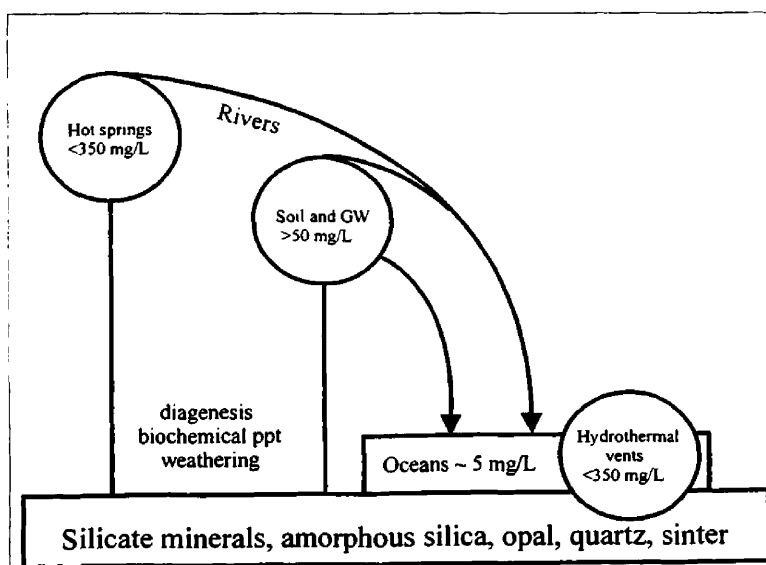 Hot springs
<350 mg/L
Rivers
Soil and GW
>50 mg/L
diagenesis
biochemical ppt
weathering
Oceans ~ 5 mg/L
Hydrothermal
vents
<350 mg/L
Silicate minerals, amorphous silica, opal, quartz, sinter